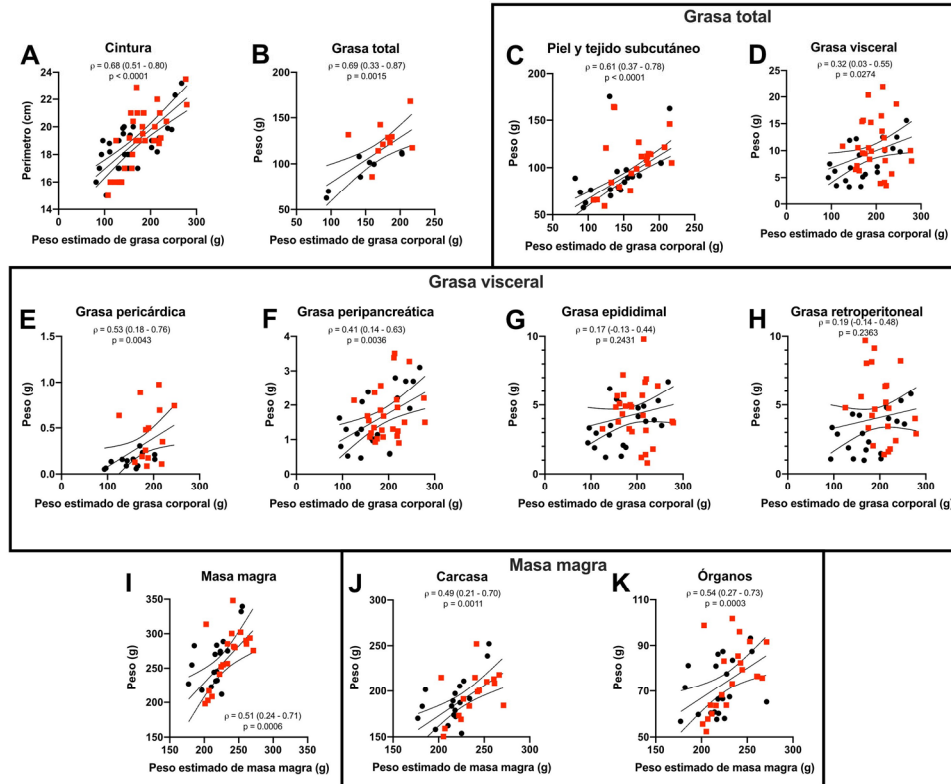 Grasa total
A
Cintura
ρ = 0.68 (0.51 - 0.80)
p < 0.0001
Perímetro (cm)
24
22
20
18
16
14
0
100
200
300
Peso estimado de grasa corporal (g)
B
Grasa total
ρ = 0.69 (0.33 - 0.87)
p = 0.0015
Peso (g)
200
150
100
50
50
100
150
200
250
Peso estimado de grasa corporal (g)
C
Piel y tejido subcutáneo
ρ = 0.61 (0.37 - 0.78)
p < 0.0001
Peso (g)
200
150
100
50
50
100
150
200
250
Peso estimado de grasa corporal (g)
D
Grasa visceral
ρ = 0.32 (0.03 - 0.55)
p = 0.0274
Peso (g)
25
20
15
10
5
0
0
100
200
300
Peso estimado de grasa corporal (g)
Grasa visceral
E
Grasa pericárdica
ρ = 0.53 (0.18 - 0.76)
p = 0.0043
Peso (g)
1.5
1.0
0.5
0.0
0
100
200
300
Peso estimado de grasa corporal (g)
F
Grasa peripancreática
ρ = 0.41 (0.14 - 0.63)
p = 0.0036
Peso (g)
4
3
2
1
0
0
100
200
300
Peso estimado de grasa corporal (g)
G
Grasa epididimal
ρ = 0.17 (-0.13 - 0.44)
p = 0.2431
Peso (g)
10
5
0
0
100
200
300
Peso estimado de grasa corporal (g)
H
Grasa retroperitoneal
ρ = 0.19 (-0.14 - 0.48)
p = 0.2363
Peso (g)
10
5
0
0
100
200
300
Peso estimado de grasa corporal (g)
Masa magra
I
Masa magra
Peso (g)
350
300
250
200
150
ρ = 0.51 (0.24 - 0.71)
p = 0.0006
150
200
250
300
350
Peso estimado de masa magra (g)
J
Carcasa
ρ = 0.49 (0.21 - 0.70)
p = 0.0011
Peso (g)
300
250
200
150
150
200
250
300
Peso estimado de masa magra (g)
K
Órganos
ρ = 0.54 (0.27 - 0.73)
p = 0.0003
Peso (g)
110
90
70
50
150
200
250
300
Peso estimado de masa magra (g)